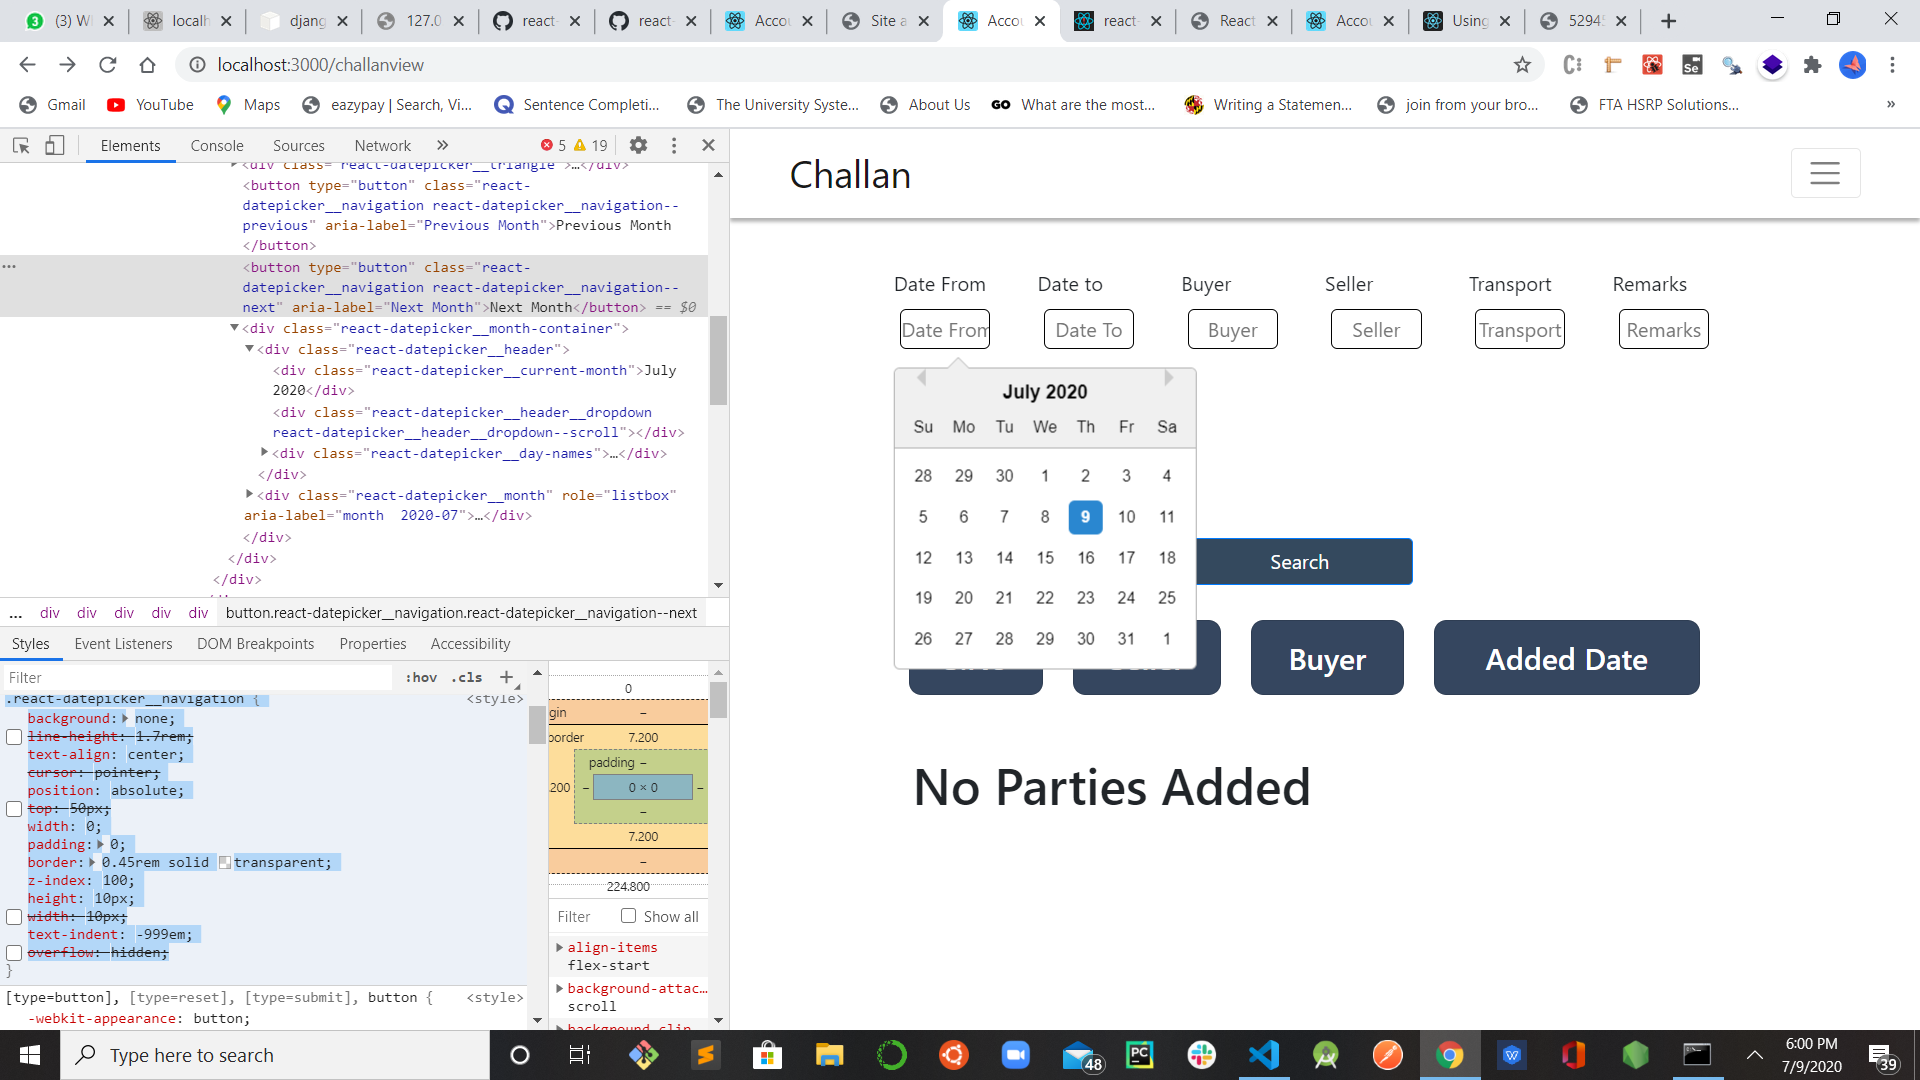 (3) W
localh
djang
127.0
react-
react-
Accou
Site a
Accou
react-
React
Accou
Using
5294
localhost:3000/challanview
Gmail
YouTube
Maps
eazypay | Search, Vi...
Sentence Completi...
The University Syste...
About Us
GO What are the most...
Writing a Statemen...
join from your bro...
FTA HSRP Solutions...
»
Elements Console Sources Network » 5 19
<div class="react-datepicker__triangle">…</div>
<button type="button" class="react-
datepicker__navigation react-datepicker__navigation--
previous" aria-label="Previous Month">Previous Month
</button>
<button type="button" class="react-
datepicker__navigation react-datepicker__navigation--
next" aria-label="Next Month">Next Month</button> == $0
<div class="react-datepicker__month-container">
<div class="react-datepicker__header">
<div class="react-datepicker__current-month">July
2020</div>
<div class="react-datepicker__header__dropdown
react-datepicker__header__dropdown--scroll"></div>
<div class="react-datepicker__day-names">…</div>
</div>
<div class="react-datepicker__month" role="listbox"
aria-label="month  2020-07">…</div>
</div>
</div>
</div>
... div div div div div button.react-datepicker__navigation.react-datepicker__navigation--next
Styles Event Listeners DOM Breakpoints Properties Accessibility
Filter :hov .cls +
.react-datepicker__navigation { <style>
background: none;
line-height: 1.7rem;
text-align: center;
cursor: pointer;
position: absolute;
top: 50px;
width: 0;
padding: 0;
border: 0.45rem solid transparent;
z-index: 100;
height: 10px;
width: 10px;
text-indent: -999em;
overflow: hidden;
}
[type=button], [type=reset], [type=submit], button { <style>
-webkit-appearance: button;
0
gin –
border 7.200
padding –
.200 – 0 × 0 –
–
7.200
–
224.800
Filter Show all
align-items
flex-start
background-attac…
scroll
background-clip
Challan
Date From Date to Buyer Seller Transport Remarks
Date From Date To Buyer Seller Transport Remarks
July 2020
Su Mo Tu We Th Fr Sa
28 29 30 1 2 3 4
5 6 7 8 9 10 11
12 13 14 15 16 17 18
19 20 21 22 23 24 25
26 27 28 29 30 31 1
Search
Buyer Added Date
No Parties Added
Type here to search
48
6:00 PM
7/9/2020
39